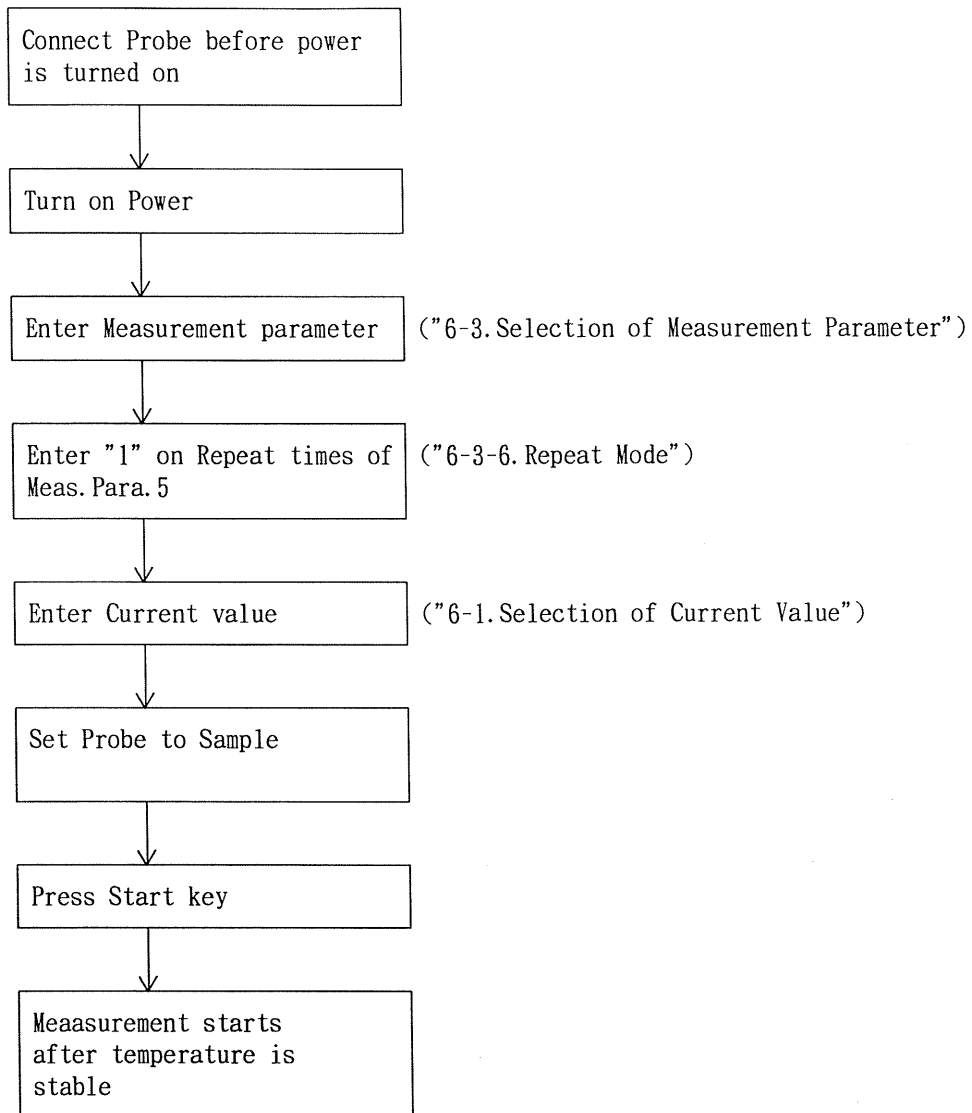 Connect Probe before power
is turned on
Turn on Power
Enter Measurement parameter
("6-3.Selection of Measurement Parameter")
Enter "1" on Repeat times of
Meas.Para.5
("6-3-6.Repeat Mode")
Enter Current value
("6-1.Selection of Current Value")
Set Probe to Sample
Press Start key
Meaasurement starts
after temperature is
stable